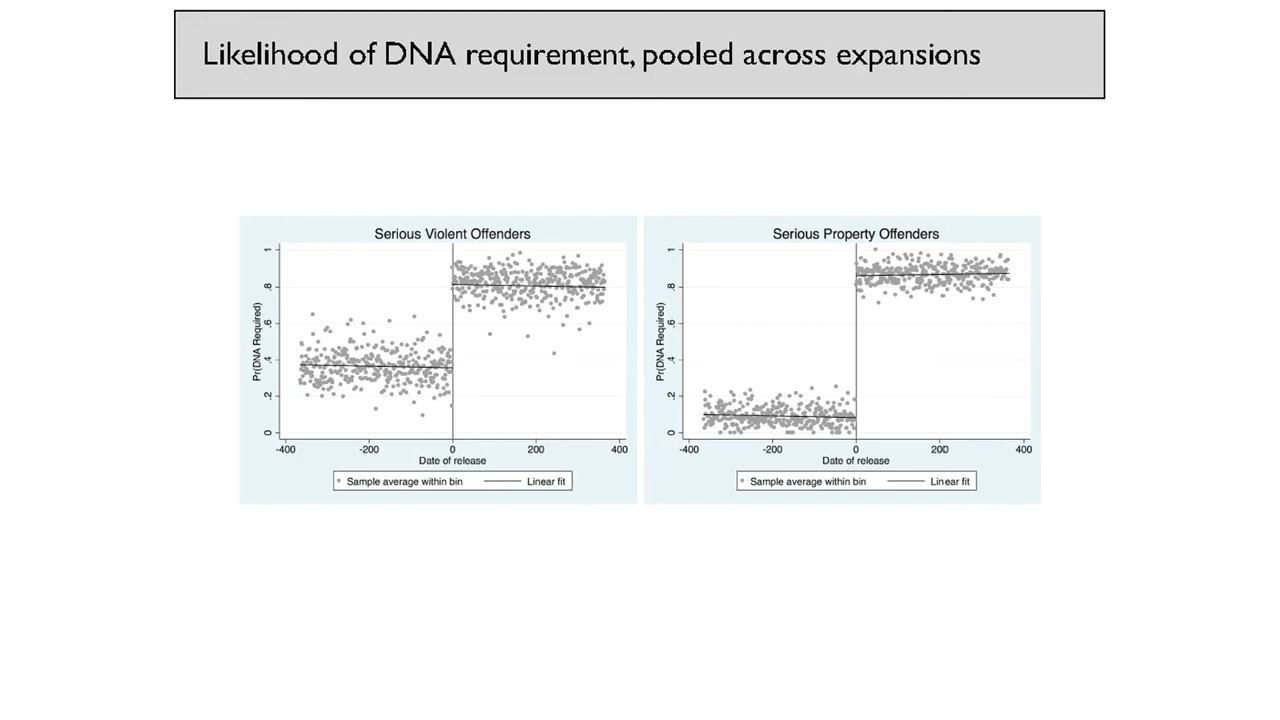 Likelihood of DNA requirement, pooled across expansions
Serious Violent Offenders
Pr(DNA Required)
1
.8
.6
.4
.2
0
-400 -200 0 200 400
Date of release
Sample average within bin Linear fit
Serious Property Offenders
Pr(DNA Required)
1
.8
.6
.4
.2
0
-400 -200 0 200 400
Date of release
Sample average within bin Linear fit